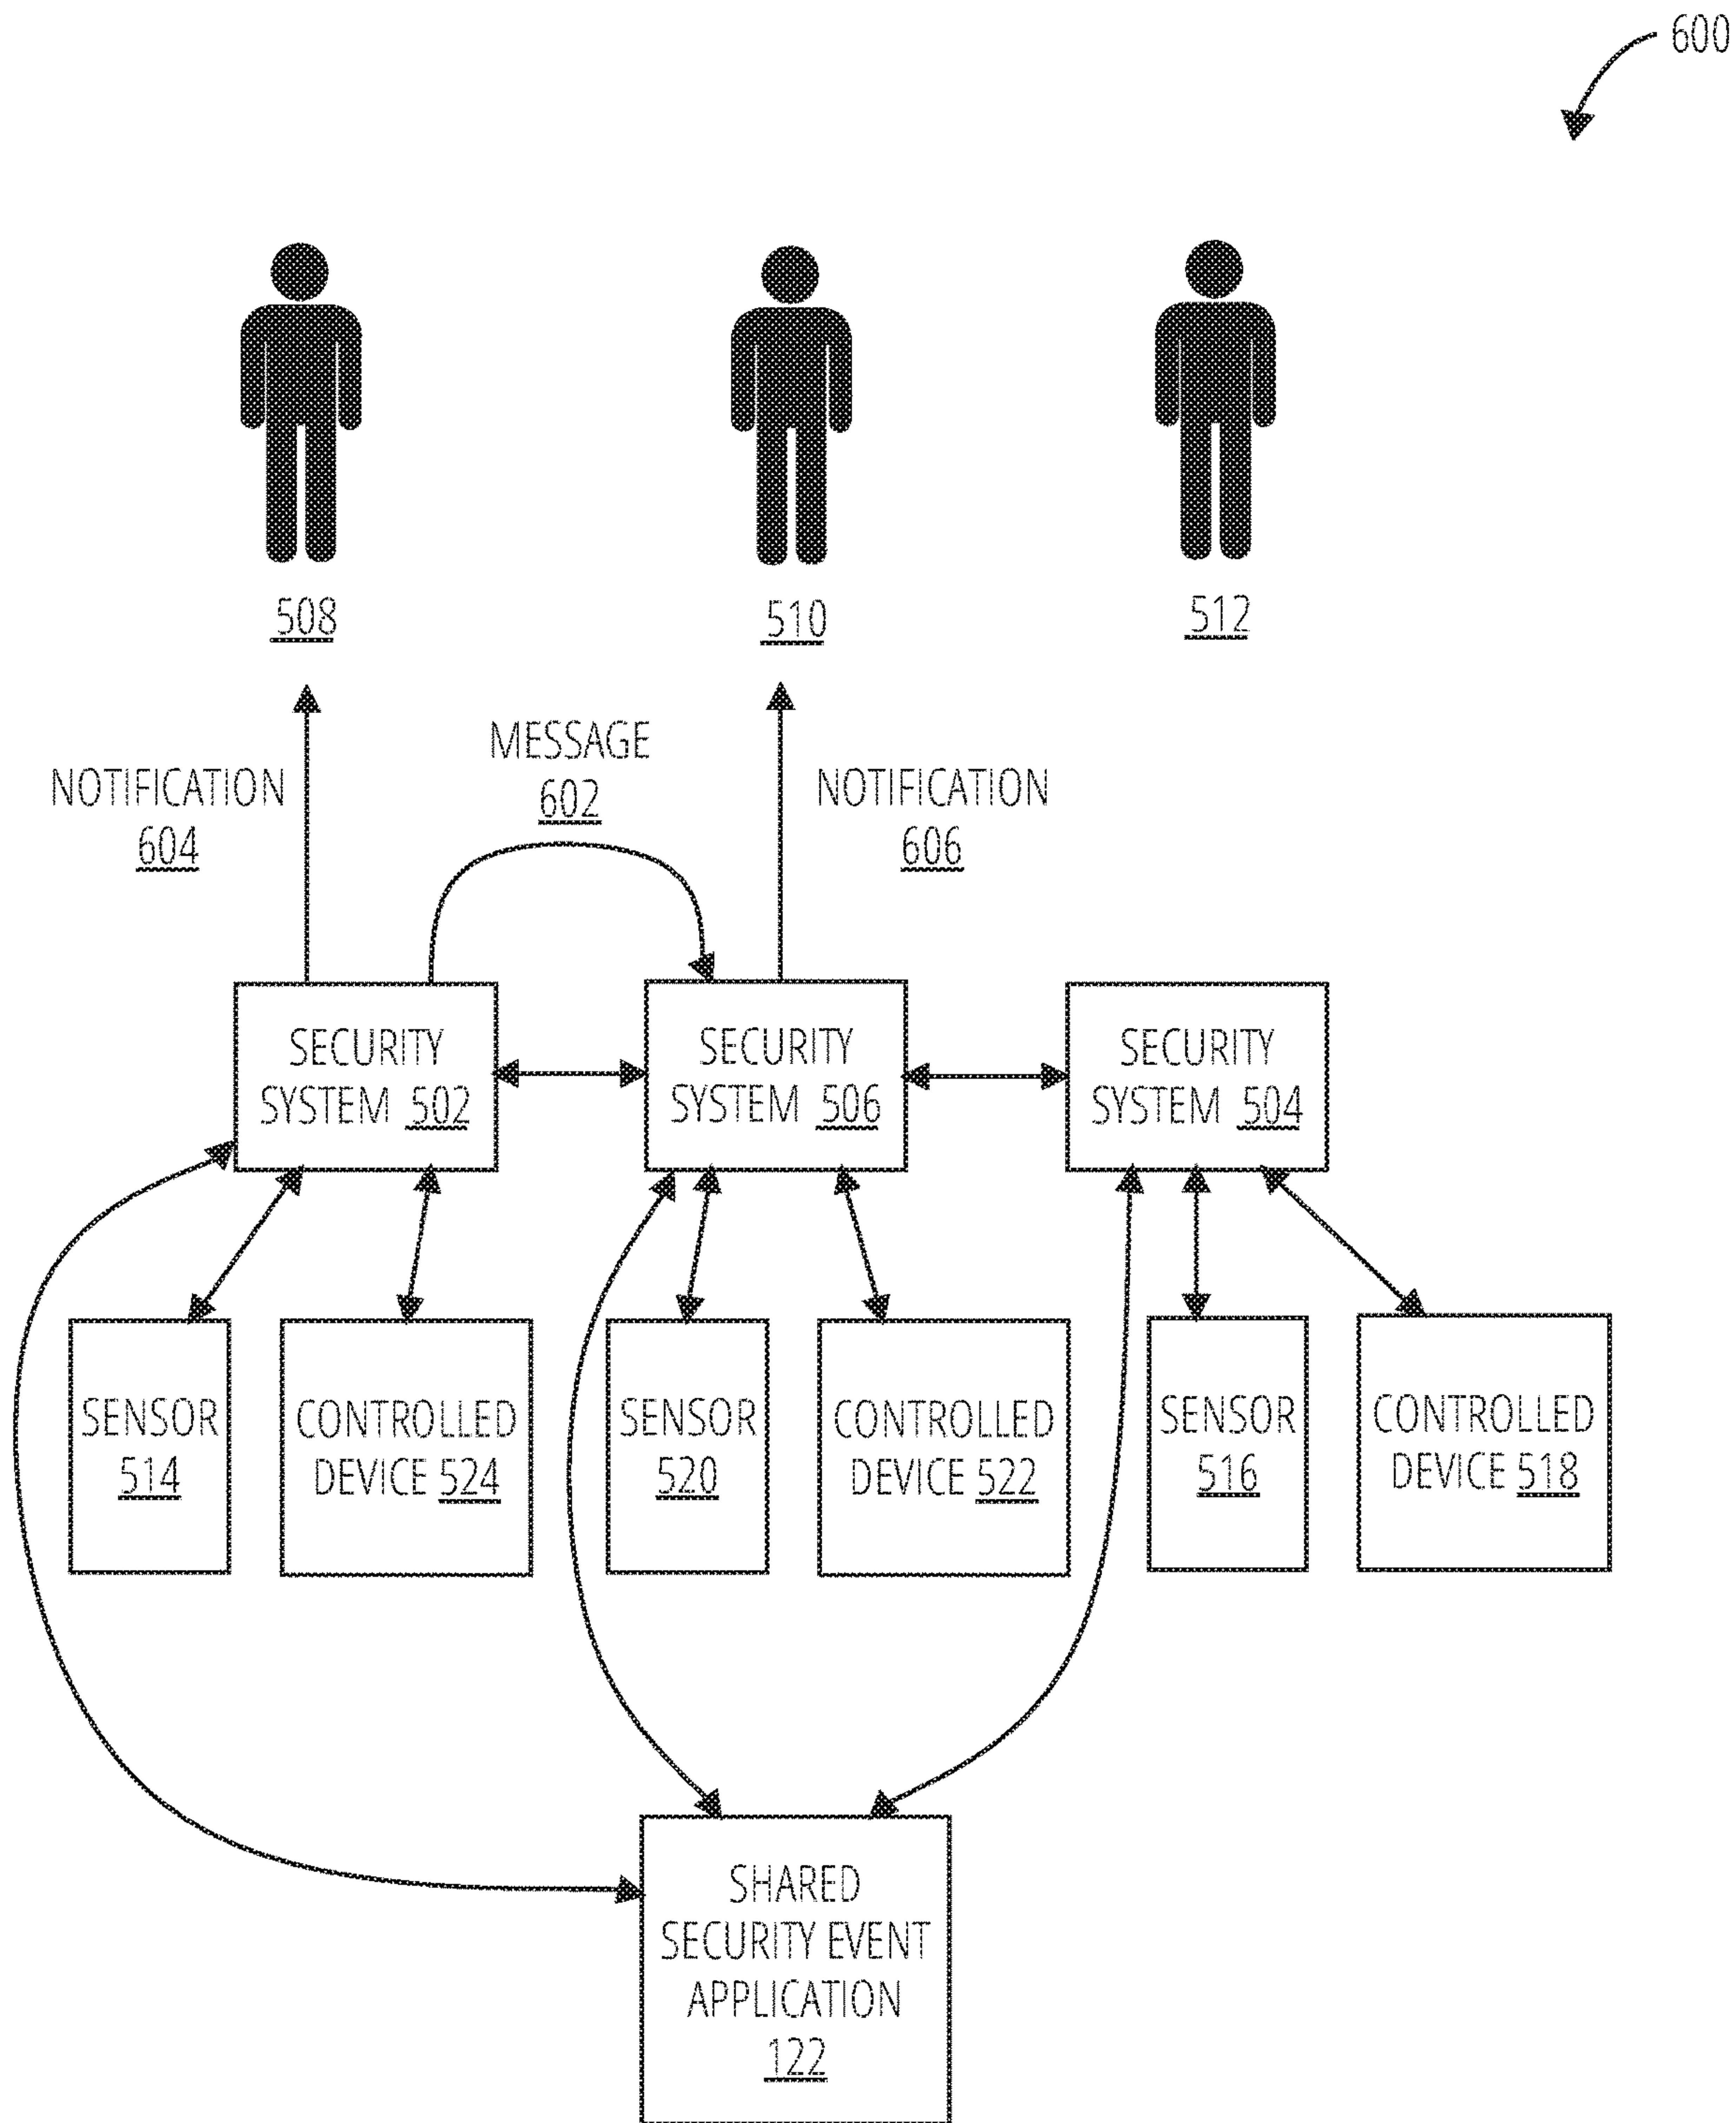 600
508
510
512
MESSAGE
602
NOTIFICATION
604
NOTIFICATION
606
SECURITY
SYSTEM 502
SECURITY
SYSTEM 506
SECURITY
SYSTEM 504
SENSOR
514
CONTROLLED
DEVICE 524
SENSOR
520
CONTROLLED
DEVICE 522
SENSOR
516
CONTROLLED
DEVICE 518
SHARED
SECURITY EVENT
APPLICATION
122